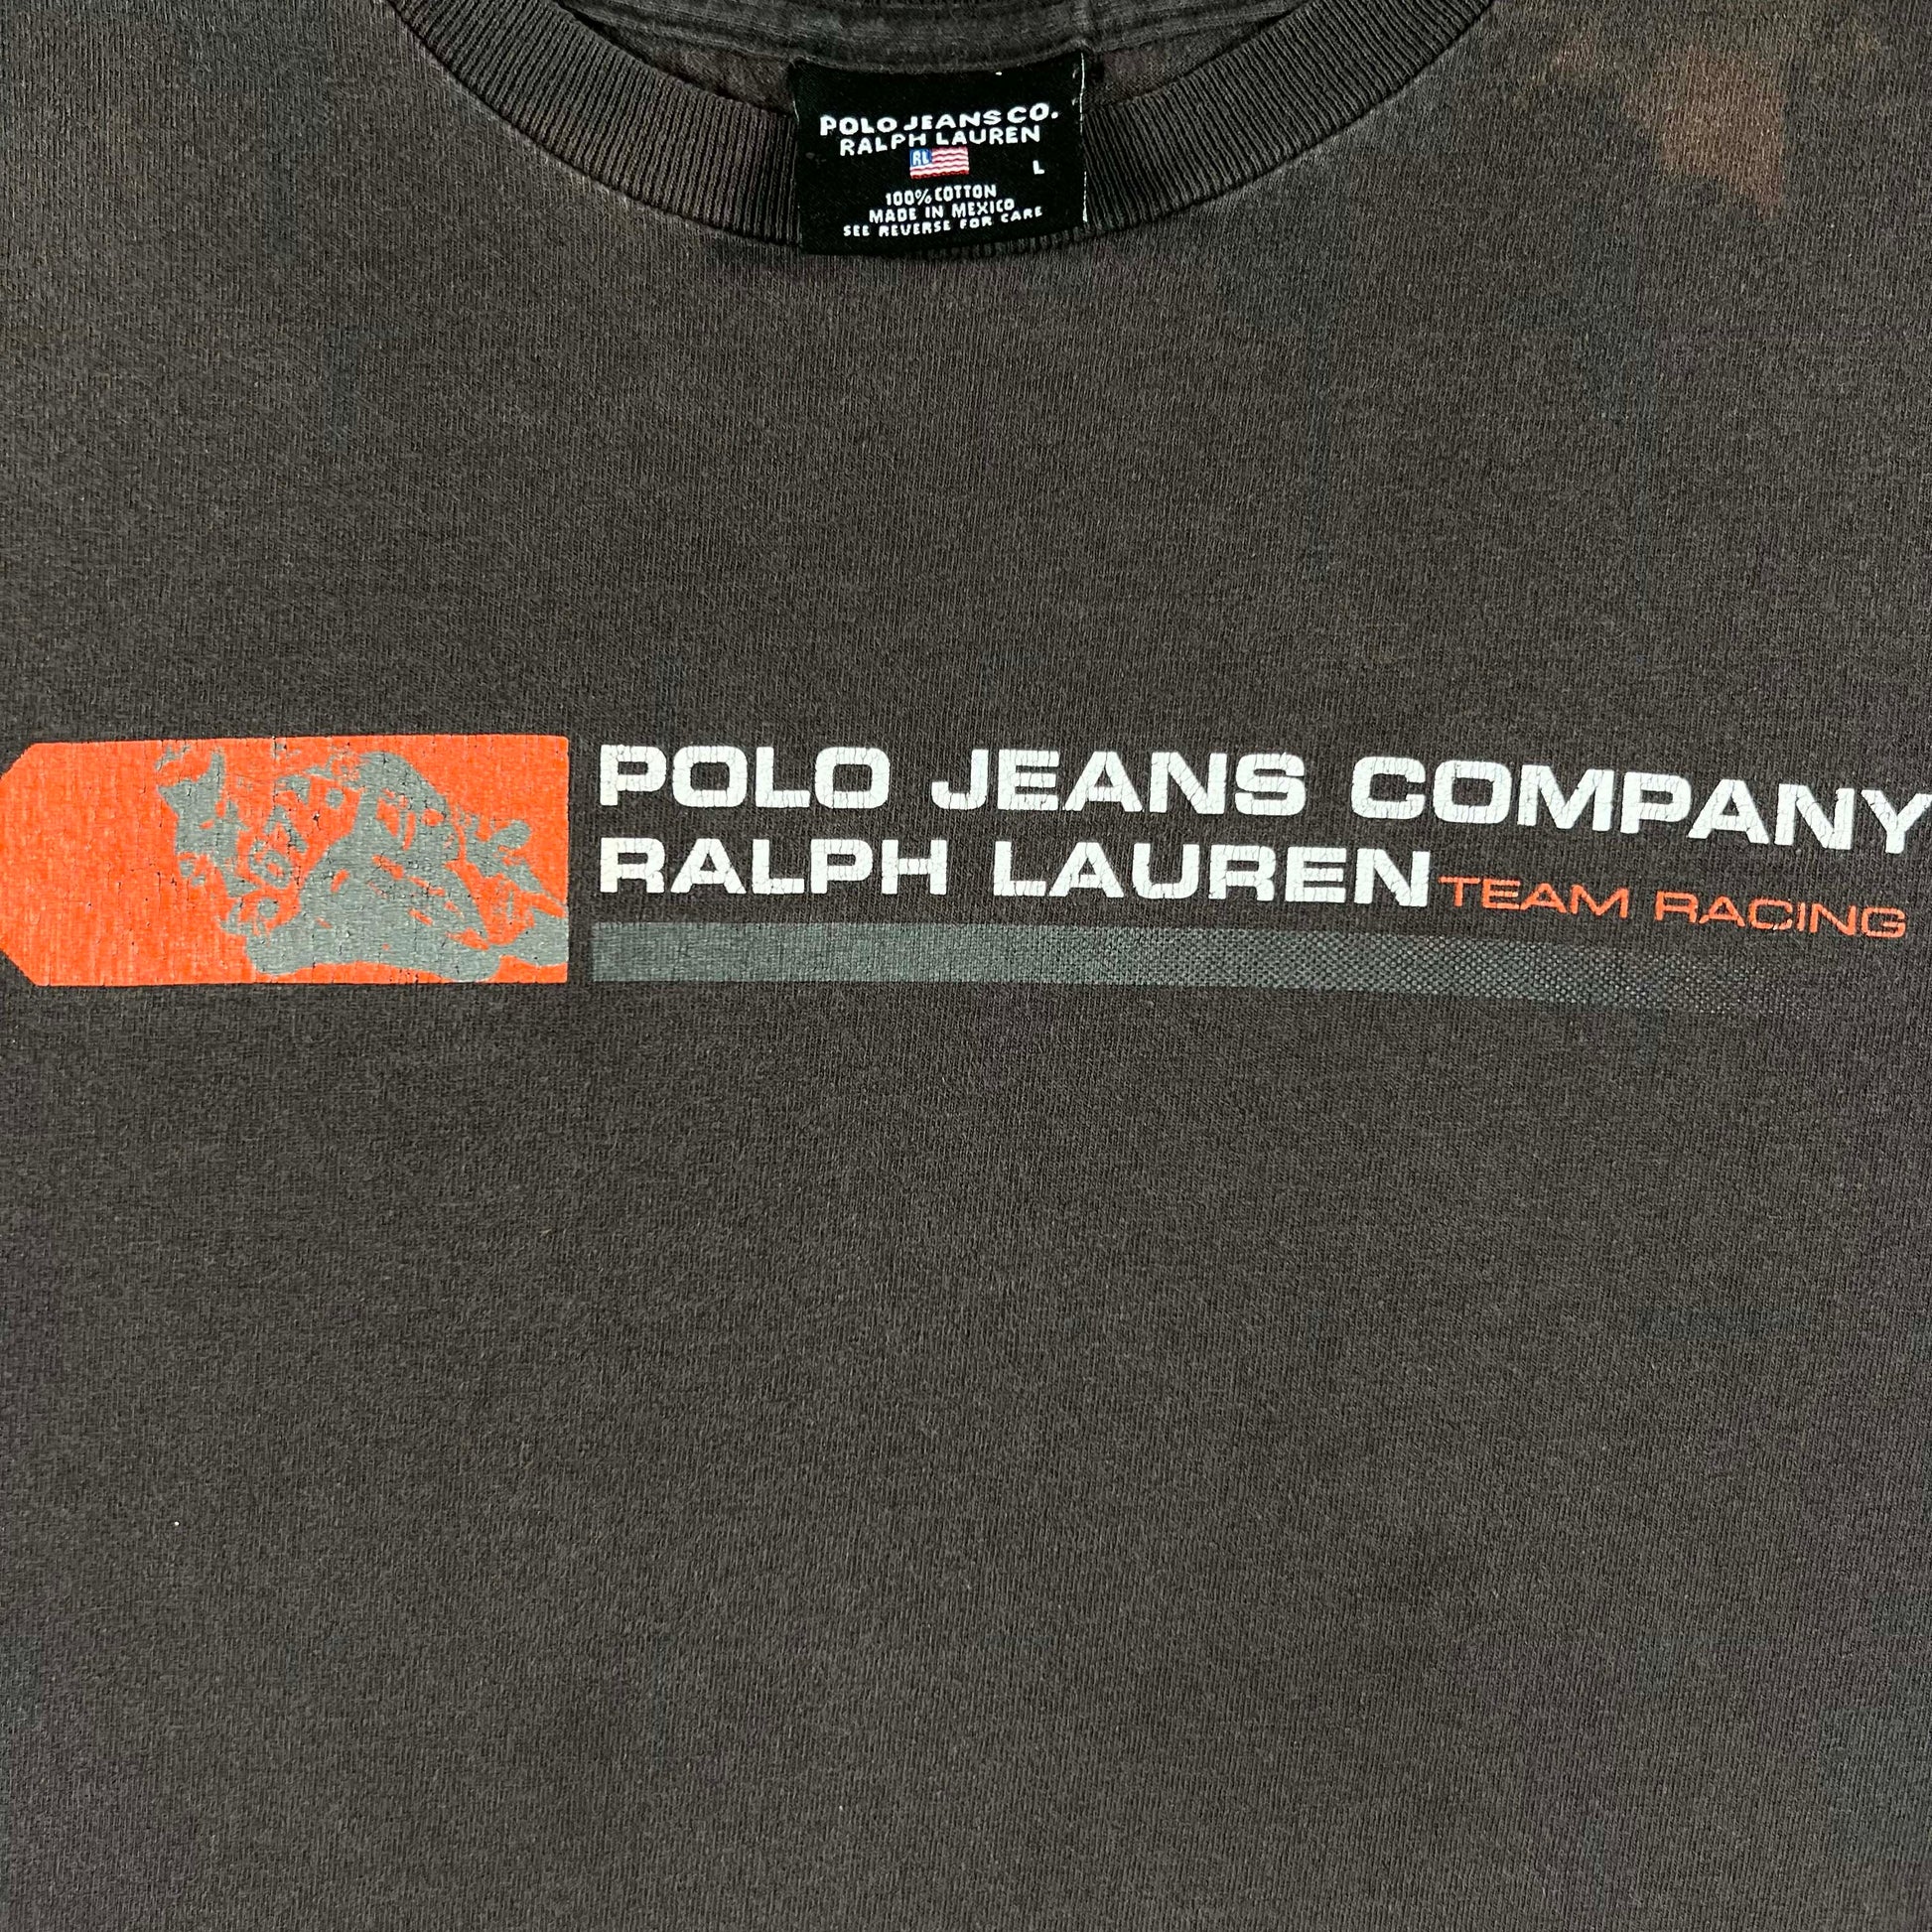 POLO JEANS CO.
RALPH LAUREN
RL
L
100% COTTON
MADE IN MEXICO
SEE REVERSE FOR CARE
POLO JEANS COMPANY
RALPH LAUREN TEAM RACING